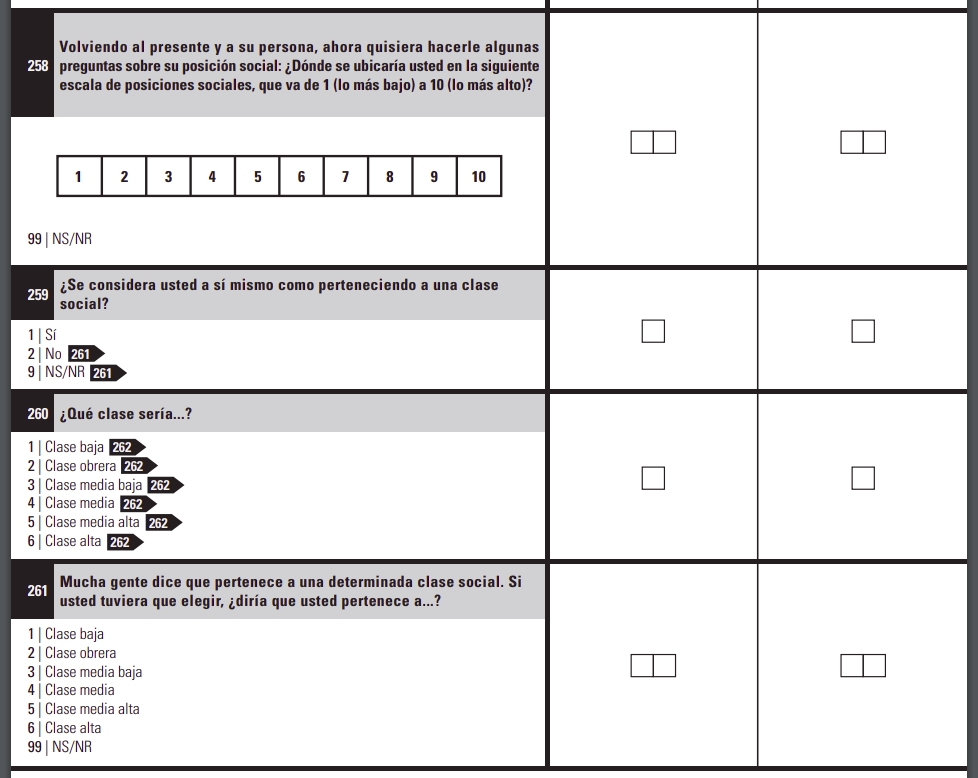 258
Volviendo al presente y a su persona, ahora quisiera hacerle algunas
preguntas sobre su posición social: ¿Dónde se ubicaría usted en la siguiente
escala de posiciones sociales, que va de 1 (lo más bajo) a 10 (lo más alto)?
1 2 3 4 5 6 7 8 9 10
99 | NS/NR
259
¿Se considera usted a sí mismo como perteneciendo a una clase
social?
1 | Sí
2 | No 261
9 | NS/NR 261
260 ¿Qué clase sería...?
1 | Clase baja 262
2 | Clase obrera 262
3 | Clase media baja 262
4 | Clase media 262
5 | Clase media alta 262
6 | Clase alta 262
261
Mucha gente dice que pertenece a una determinada clase social. Si
usted tuviera que elegir, ¿diría que usted pertenece a...?
1 | Clase baja
2 | Clase obrera
3 | Clase media baja
4 | Clase media
5 | Clase media alta
6 | Clase alta
99 | NS/NR